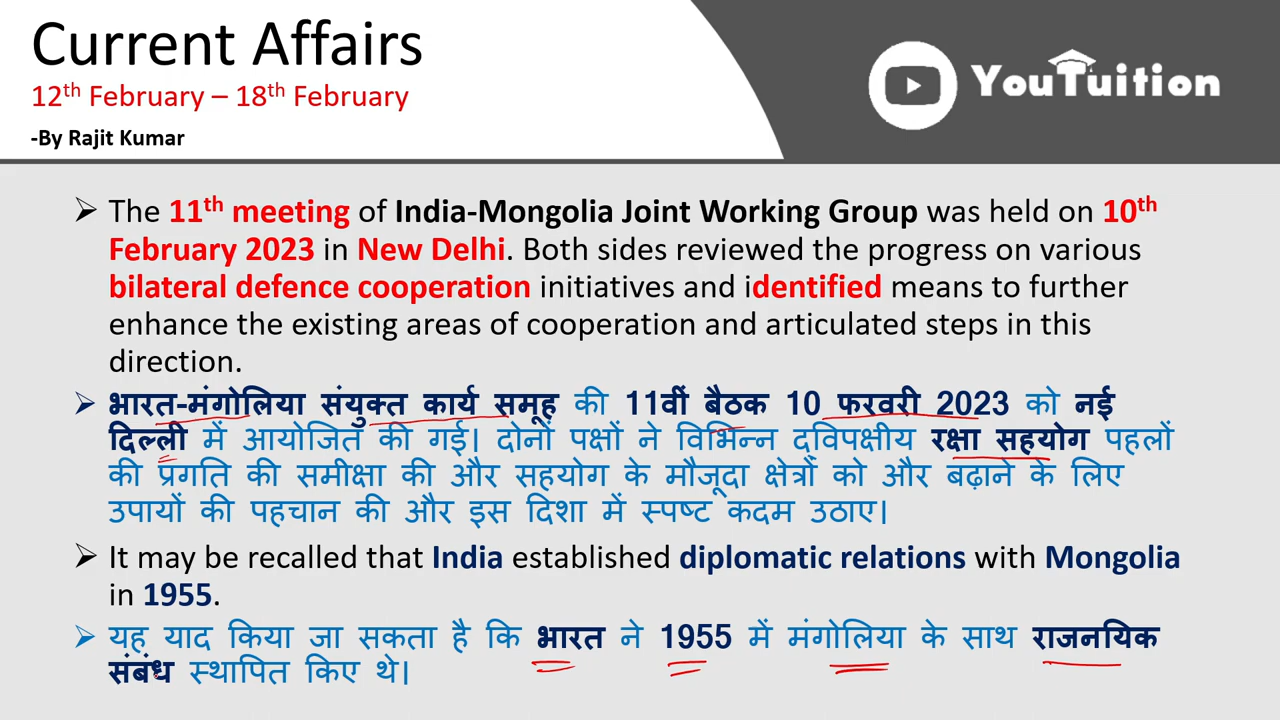 Current Affairs
12th February – 18th February
-By Rajit Kumar
YouTuition
The 11th meeting of India-Mongolia Joint Working Group was held on 10th
February 2023 in New Delhi. Both sides reviewed the progress on various
bilateral defence cooperation initiatives and identified means to further
enhance the existing areas of cooperation and articulated steps in this
direction.
भारत-मंगोलिया संयुक्त कार्य समूह की 11वीं बैठक 10 फरवरी 2023 को नई
दिल्ली में आयोजित की गई। दोनों पक्षों ने विभिन्न द्विपक्षीय रक्षा सहयोग पहलों
की प्रगति की समीक्षा की और सहयोग के मौजूदा क्षेत्रों को और बढ़ाने के लिए
उपायों की पहचान की और इस दिशा में स्पष्ट कदम उठाए।
It may be recalled that India established diplomatic relations with Mongolia
in 1955.
यह याद किया जा सकता है कि भारत ने 1955 में मंगोलिया के साथ राजनयिक
संबंध स्थापित किए थे।